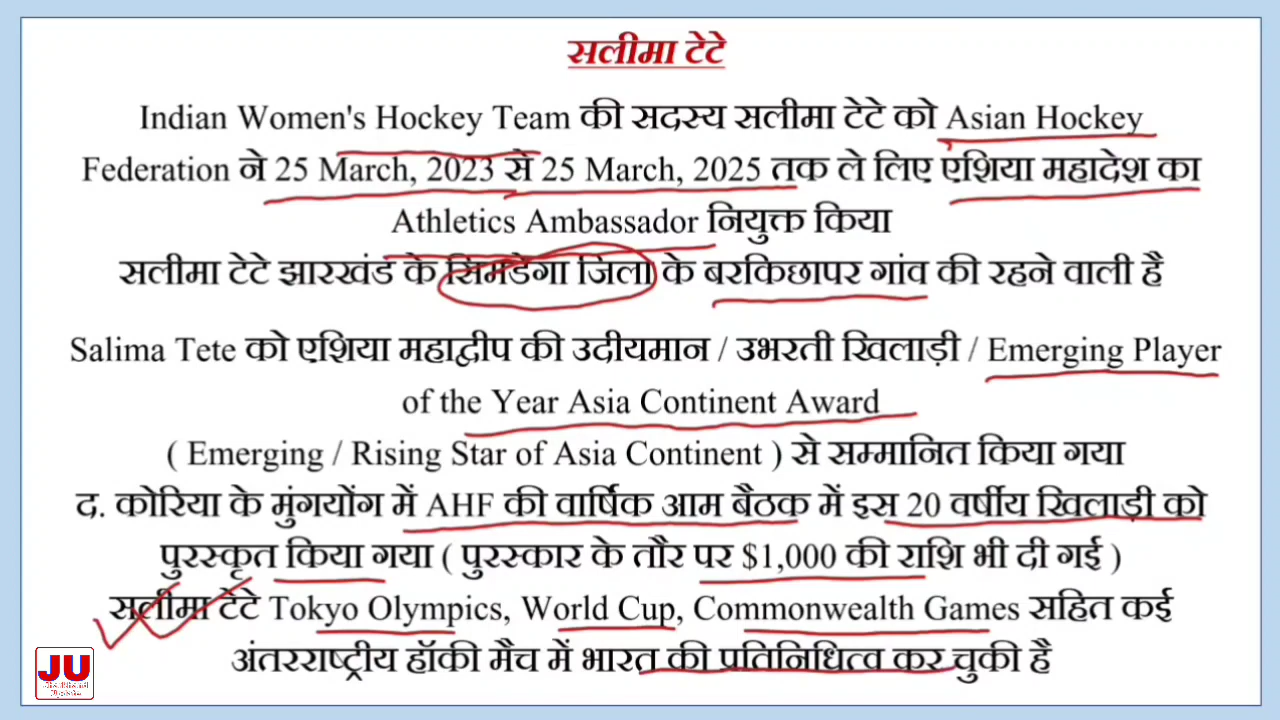 सलीमा टेटे
Indian Women's Hockey Team की सदस्य सलीमा टेटे को Asian Hockey
Federation ने 25 March, 2023 से 25 March, 2025 तक ले लिए एशिया महादेश का
Athletics Ambassador नियुक्त किया
सलीमा टेटे झारखंड के सिमडेगा जिला के बरकिछापर गांव की रहने वाली है
Salima Tete को एशिया महाद्वीप की उदीयमान / उभरती खिलाड़ी / Emerging Player
of the Year Asia Continent Award
( Emerging / Rising Star of Asia Continent ) से सम्मानित किया गया
द. कोरिया के मुंगयोंग में AHF की वार्षिक आम बैठक में इस 20 वर्षीय खिलाड़ी को
पुरस्कृत किया गया ( पुरस्कार के तौर पर $1,000 की राशि भी दी गई )
सलीमा टेटे Tokyo Olympics, World Cup, Commonwealth Games सहित कई
अंतरराष्ट्रीय हॉकी मैच में भारत की प्रतिनिधित्व कर चुकी है
JU
Jharkhand
Update